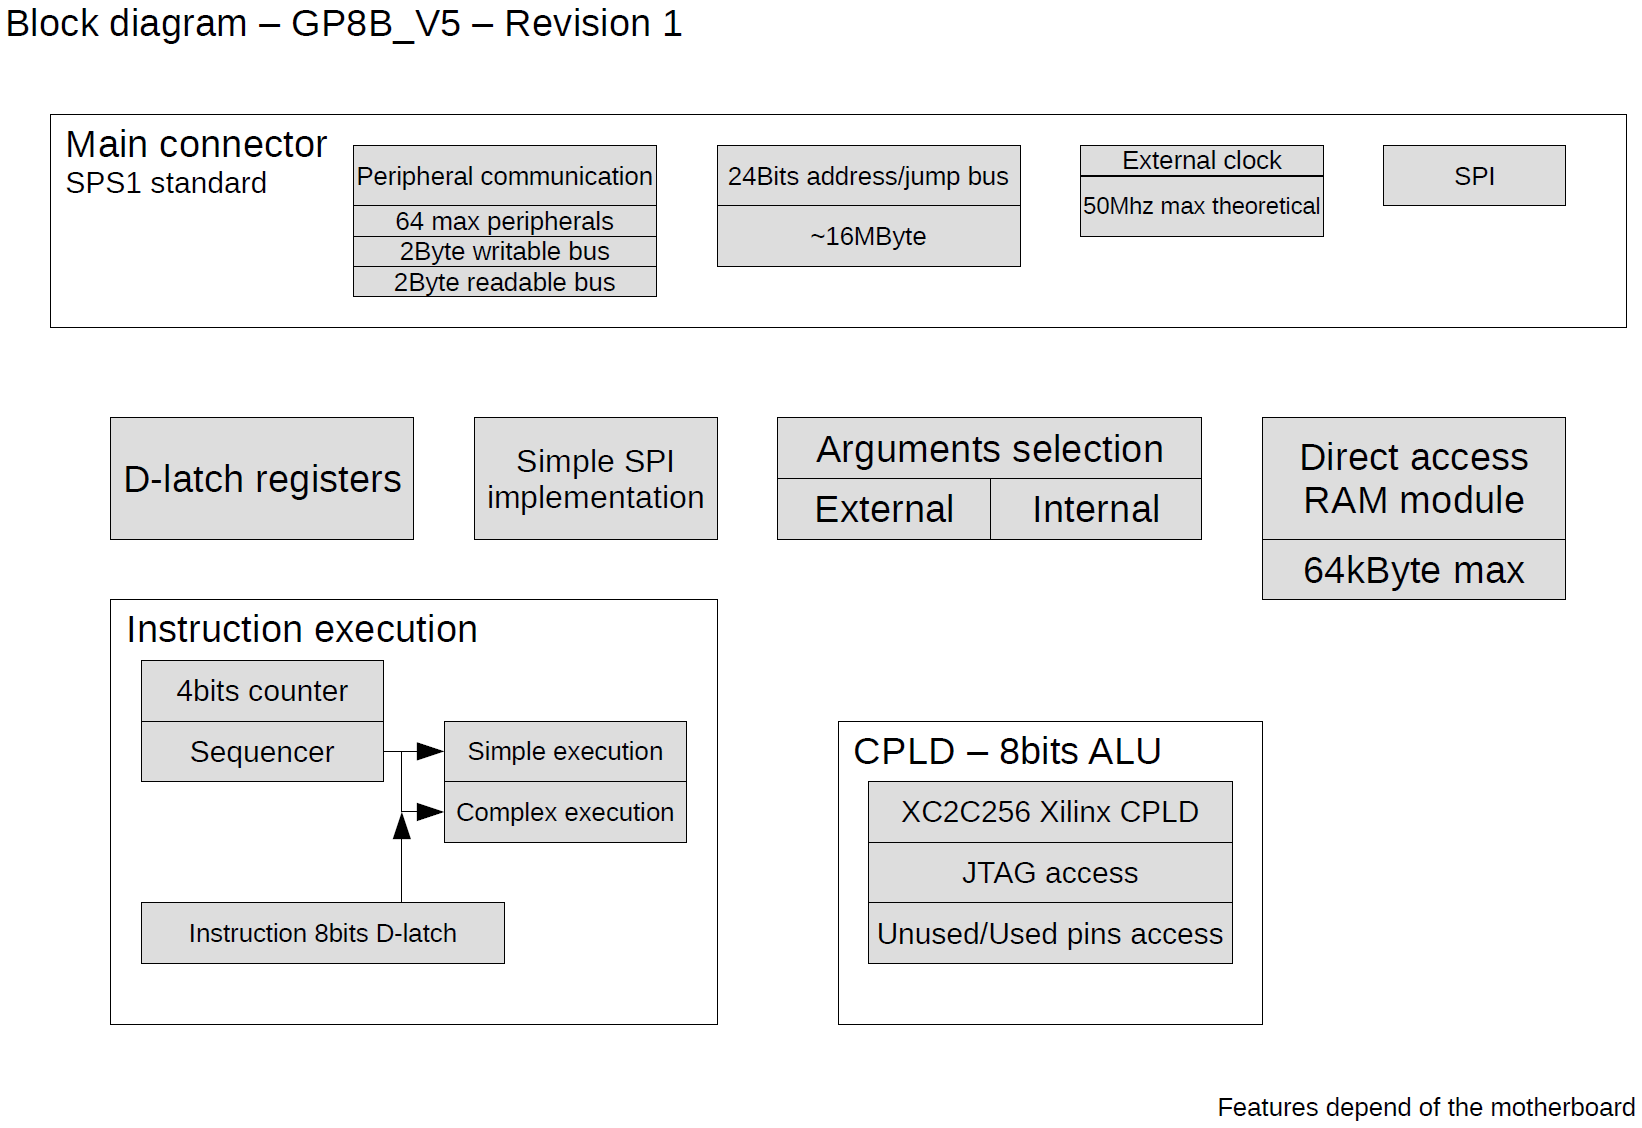 Block diagram – GP8B_V5 – Revision 1
Main connector
SPS1 standard
Peripheral communication
64 max peripherals
2Byte writable bus
2Byte readable bus
24Bits address/jump bus
~16MByte
External clock
50Mhz max theoretical
SPI
D-latch registers
Simple SPI
implementation
Arguments selection
External
Internal
Direct access
RAM module
64kByte max
Instruction execution
4bits counter
Sequencer
Simple execution
Complex execution
Instruction 8bits D-latch
CPLD – 8bits ALU
XC2C256 Xilinx CPLD
JTAG access
Unused/Used pins access
Features depend of the motherboard